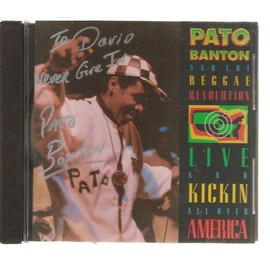 To David
Never Give In
Pato
Banton
PATO
PATO
BANTON
AND THE
REGGAE
REVOLUTION
LIVE
AND
KICKIN
ALL OVER
AMERICA